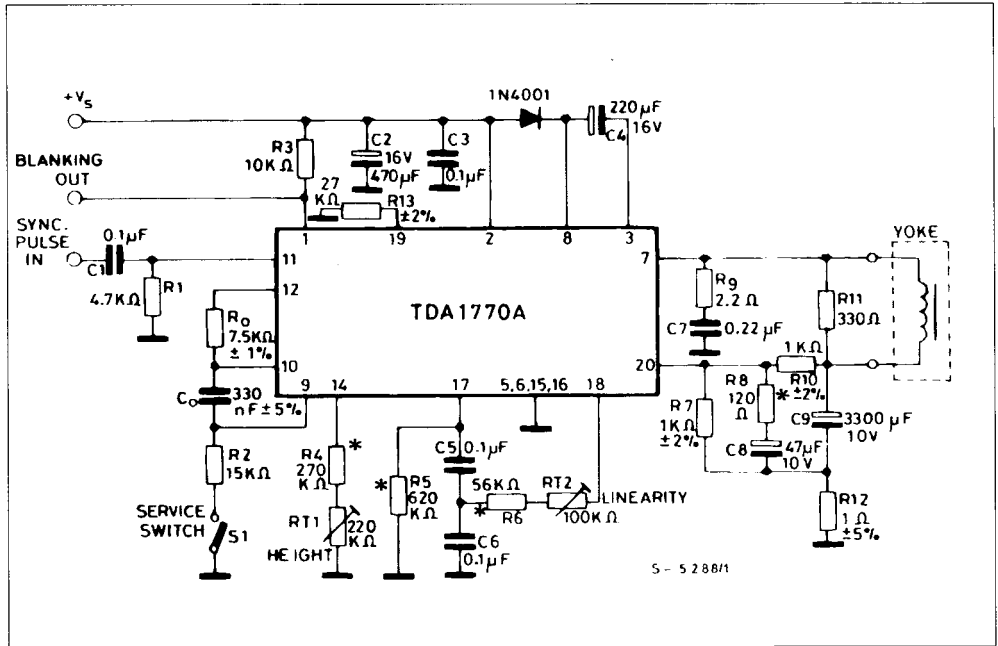 +Vs
1N4001
220µF
16V
C4
R3
10KΩ
C2
16V
470µF
C3
0.1µF
BLANKING
OUT
27
KΩ
R13
±2%
SYNC.
PULSE
IN
0.1µF
C1
4.7KΩ
R1
1
19
2
8
3
11
12
10
9
14
17
5,6,15,16
18
7
20
TDA1770A
Ro
7.5KΩ
± 1%
Co
330
nF±5%
R2
15KΩ
SERVICE
SWITCH
S1
*
R4
270
KΩ
RT1
220
KΩ
HEIGHT
*
R5
620
KΩ
C5
0.1µF
56KΩ
*
R6
RT2
100KΩ
LINEARITY
C6
0.1µF
YOKE
R9
2.2Ω
C7
0.22µF
R11
330Ω
1KΩ
R10
±2%
R7
1KΩ
±2%
R8
*
120
Ω
C8
47µF
10V
C9
3300µF
10V
R12
1Ω
±5%
S-5288/1